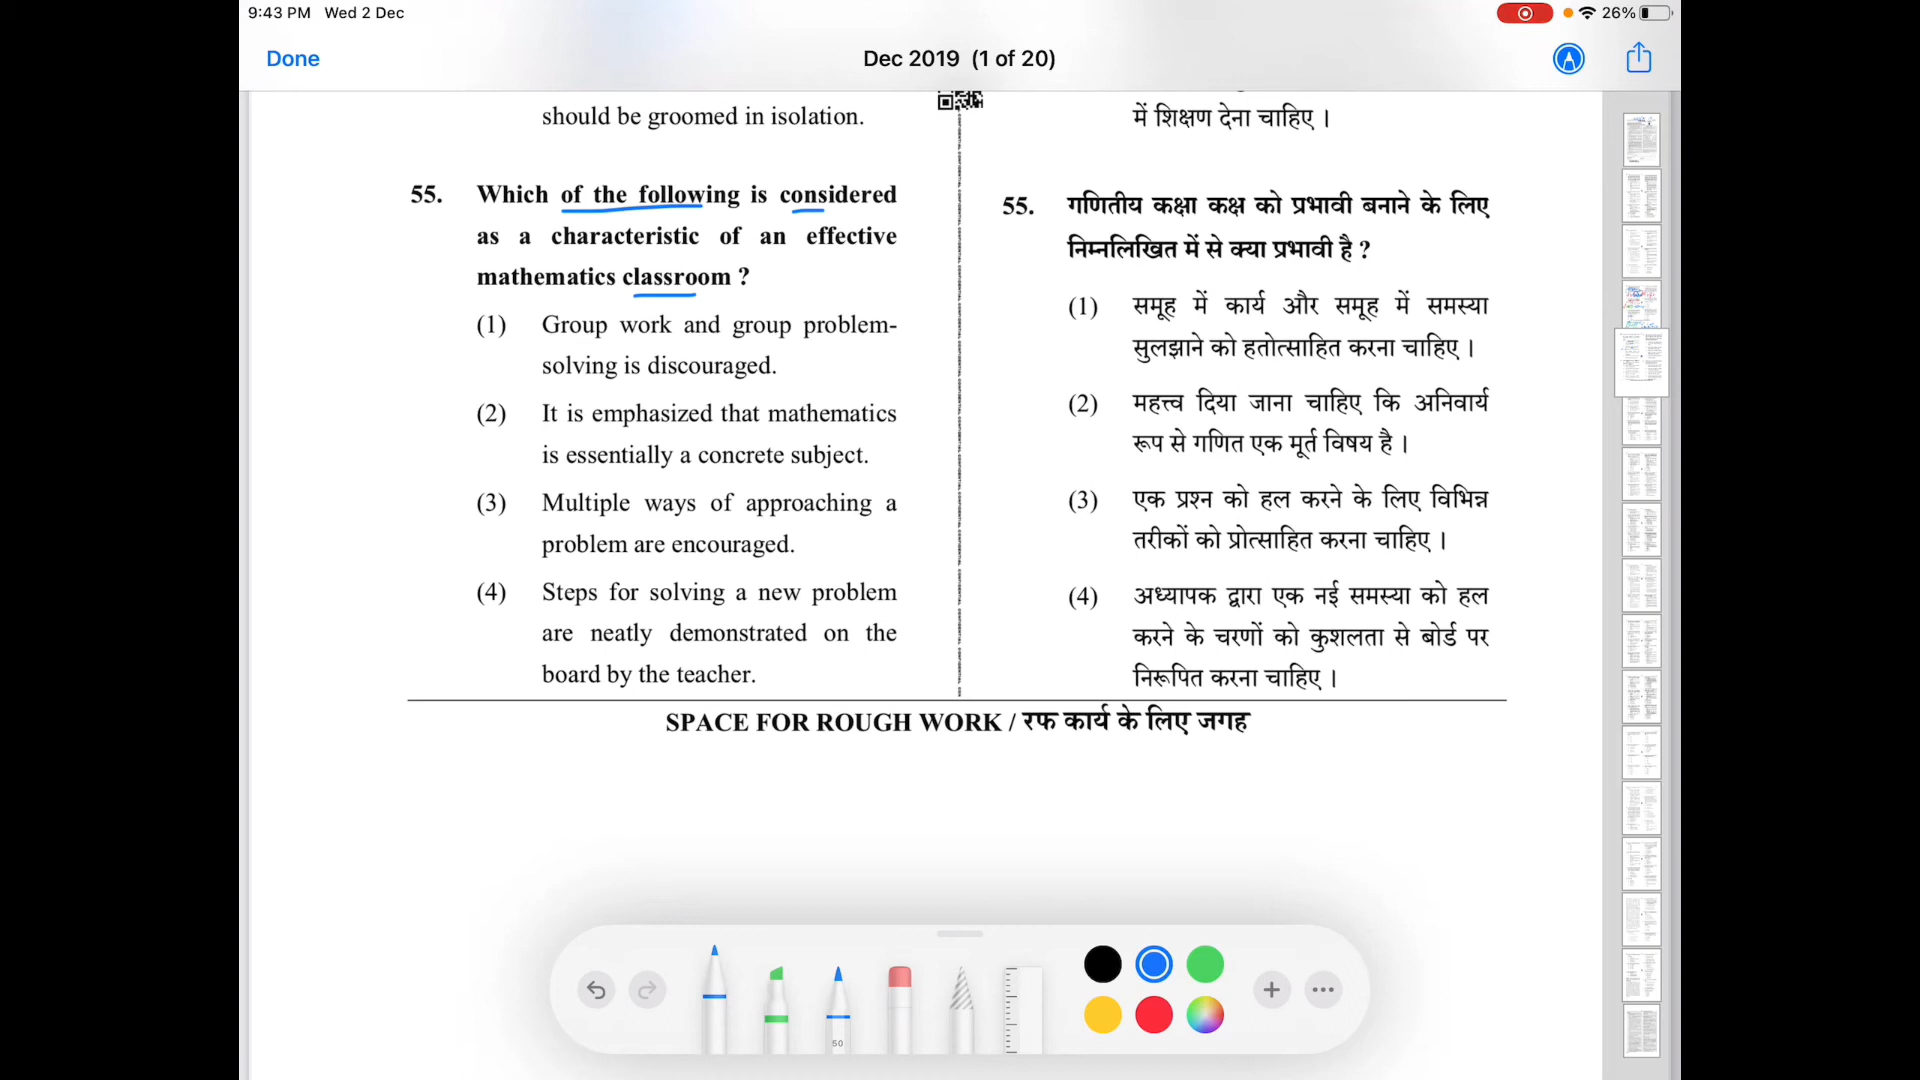 9:43 PM Wed 2 Dec
26%
Done
Dec 2019 (1 of 20)
should be groomed in isolation.
55. Which of the following is considered
as a characteristic of an effective
mathematics classroom ?
(1) Group work and group problem-
solving is discouraged.
(2) It is emphasized that mathematics
is essentially a concrete subject.
(3) Multiple ways of approaching a
problem are encouraged.
(4) Steps for solving a new problem
are neatly demonstrated on the
board by the teacher.
में शिक्षण देना चाहिए ।
55. गणितीय कक्षा कक्ष को प्रभावी बनाने के लिए
निम्नलिखित में से क्या प्रभावी है ?
(1) समूह में कार्य और समूह में समस्या
सुलझाने को हतोत्साहित करना चाहिए ।
(2) महत्त्व दिया जाना चाहिए कि अनिवार्य
रूप से गणित एक मूर्त विषय है ।
(3) एक प्रश्न को हल करने के लिए विभिन्न
तरीकों को प्रोत्साहित करना चाहिए ।
(4) अध्यापक द्वारा एक नई समस्या को हल
करने के चरणों को कुशलता से बोर्ड पर
निरूपित करना चाहिए ।
SPACE FOR ROUGH WORK / रफ कार्य के लिए जगह
50